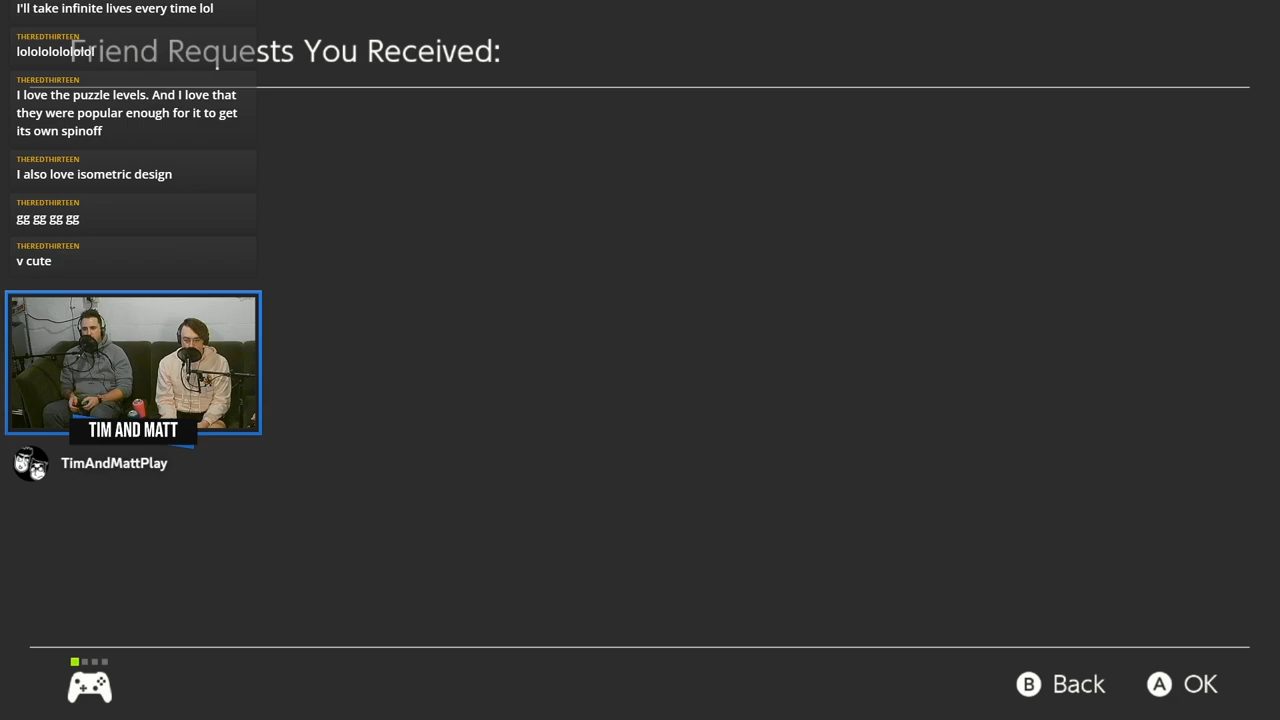 I'll take infinite lives every time lol
Friend Requests You Received:
THEREDTHIRTEEN
lolololololol
THEREDTHIRTEEN
I love the puzzle levels. And I love that
they were popular enough for it to get
its own spinoff
THEREDTHIRTEEN
I also love isometric design
THEREDTHIRTEEN
gg gg gg gg
THEREDTHIRTEEN
v cute
TIM AND MATT
TimAndMattPlay
B Back
A OK